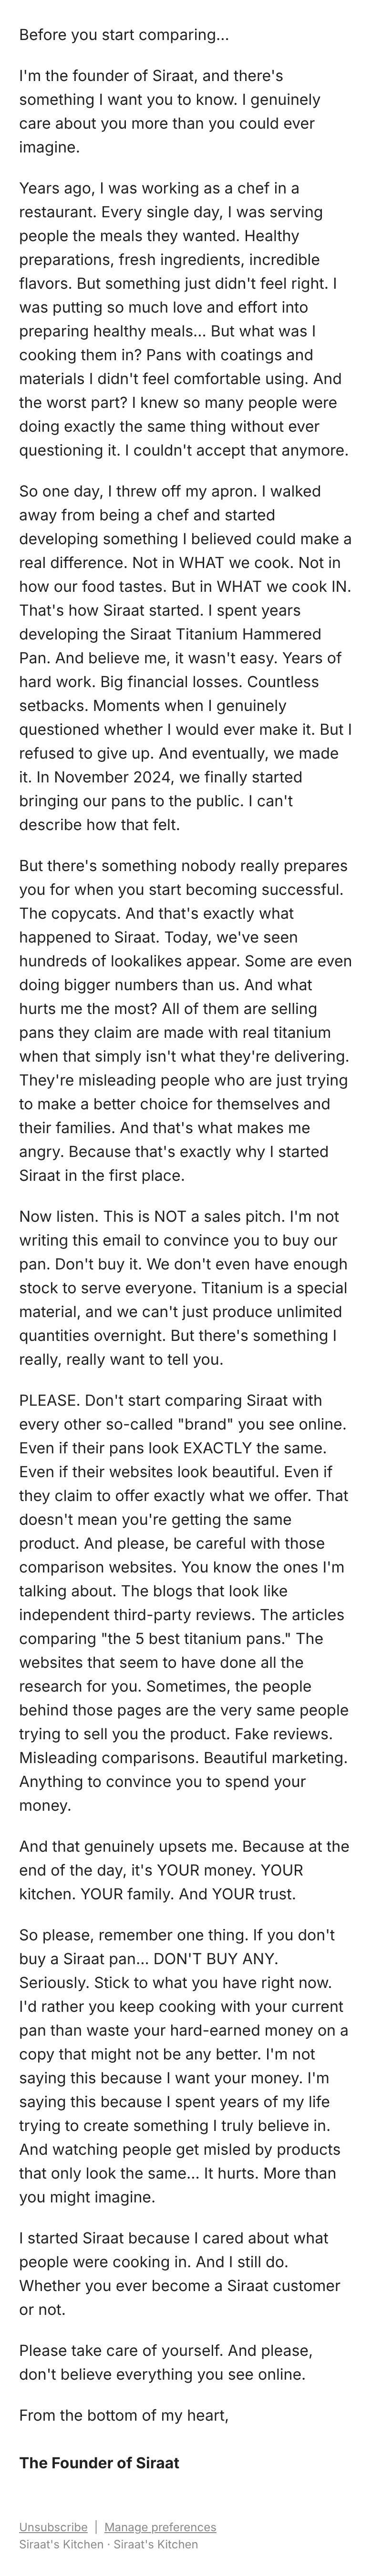 Before you start comparing...
I'm the founder of Siraat, and there's
something I want you to know. I genuinely
care about you more than you could ever
imagine.
Years ago, I was working as a chef in a
restaurant. Every single day, I was serving
people the meals they wanted. Healthy
preparations, fresh ingredients, incredible
flavors. But something just didn't feel right. I
was putting so much love and effort into
preparing healthy meals... But what was I
cooking them in? Pans with coatings and
materials I didn't feel comfortable using. And
the worst part? I knew so many people were
doing exactly the same thing without ever
questioning it. I couldn't accept that anymore.
So one day, I threw off my apron. I walked
away from being a chef and started
developing something I believed could make a
real difference. Not in WHAT we cook. Not in
how our food tastes. But in WHAT we cook IN.
That's how Siraat started. I spent years
developing the Siraat Titanium Hammered
Pan. And believe me, it wasn't easy. Years of
hard work. Big financial losses. Countless
setbacks. Moments when I genuinely
questioned whether I would ever make it. But I
refused to give up. And eventually, we made
it. In November 2024, we finally started
bringing our pans to the public. I can't
describe how that felt.
But there's something nobody really prepares
you for when you start becoming successful.
The copycats. And that's exactly what
happened to Siraat. Today, we've seen
hundreds of lookalikes appear. Some are even
doing bigger numbers than us. And what
hurts me the most? All of them are selling
pans they claim are made with real titanium
when that simply isn't what they're delivering.
They're misleading people who are just trying
to make a better choice for themselves and
their families. And that's what makes me
angry. Because that's exactly why I started
Siraat in the first place.
Now listen. This is NOT a sales pitch. I'm not
writing this email to convince you to buy our
pan. Don't buy it. We don't even have enough
stock to serve everyone. Titanium is a special
material, and we can't just produce unlimited
quantities overnight. But there's something I
really, really want to tell you.
PLEASE. Don't start comparing Siraat with
every other so-called "brand" you see online.
Even if their pans look EXACTLY the same.
Even if their websites look beautiful. Even if
they claim to offer exactly what we offer. That
doesn't mean you're getting the same
product. And please, be careful with those
comparison websites. You know the ones I'm
talking about. The blogs that look like
independent third-party reviews. The articles
comparing "the 5 best titanium pans." The
websites that seem to have done all the
research for you. Sometimes, the people
behind those pages are the very same people
trying to sell you the product. Fake reviews.
Misleading comparisons. Beautiful marketing.
Anything to convince you to spend your
money.
And that genuinely upsets me. Because at the
end of the day, it's YOUR money. YOUR
kitchen. YOUR family. And YOUR trust.
So please, remember one thing. If you don't
buy a Siraat pan... DON'T BUY ANY.
Seriously. Stick to what you have right now.
I'd rather you keep cooking with your current
pan than waste your hard-earned money on a
copy that might not be any better. I'm not
saying this because I want your money. I'm
saying this because I spent years of my life
trying to create something I truly believe in.
And watching people get misled by products
that only look the same... It hurts. More than
you might imagine.
I started Siraat because I cared about what
people were cooking in. And I still do.
Whether you ever become a Siraat customer
or not.
Please take care of yourself. And please,
don't believe everything you see online.
From the bottom of my heart,
The Founder of Siraat
Unsubscribe | Manage preferences
Siraat's Kitchen · Siraat's Kitchen